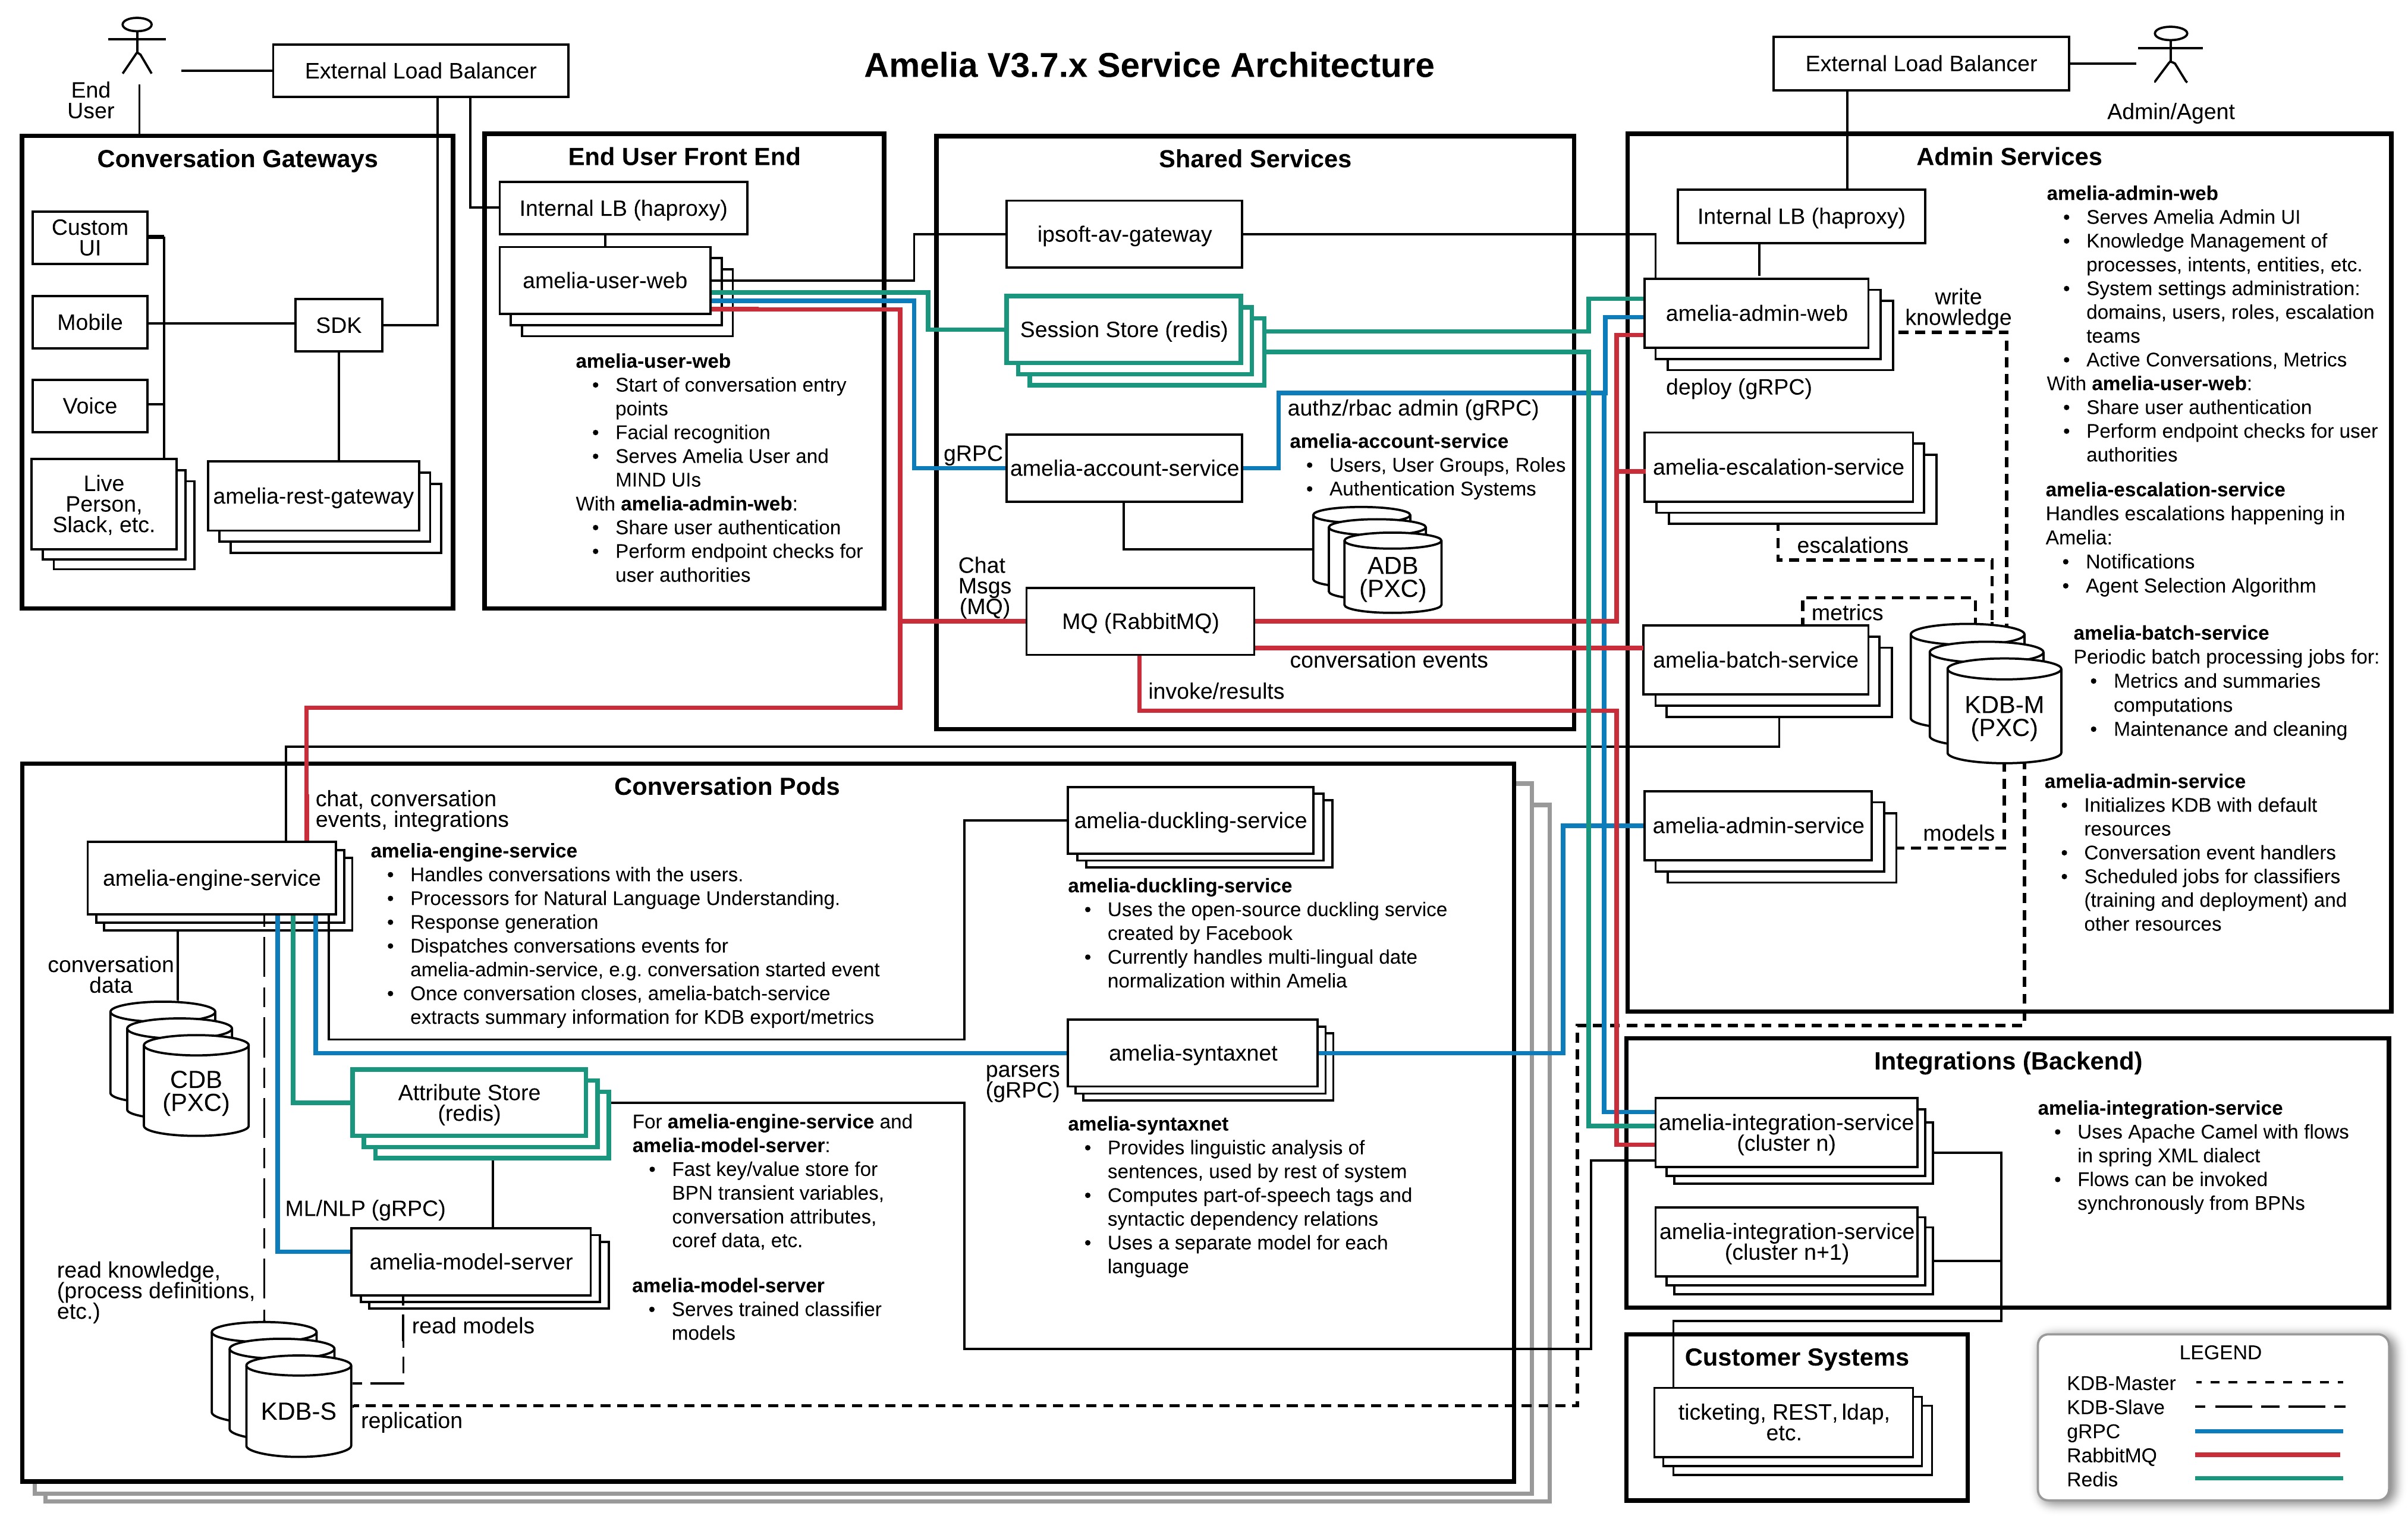 Amelia V3.7.x Service Architecture
End
User
External Load Balancer
External Load Balancer
Admin/Agent
Conversation Gateways
Custom
UI
Mobile
Voice
SDK
Live
Person,
Slack, etc.
amelia-rest-gateway
End User Front End
Internal LB (haproxy)
amelia-user-web
amelia-user-web
• Start of conversation entry
points
• Facial recognition
• Serves Amelia User and
MIND UIs
With amelia-admin-web:
• Share user authentication
• Perform endpoint checks for
user authorities
Shared Services
ipsoft-av-gateway
Session Store (redis)
authz/rbac admin (gRPC)
gRPC
amelia-account-service
amelia-account-service
• Users, User Groups, Roles
• Authentication Systems
ADB
(PXC)
Chat
Msgs
(MQ)
MQ (RabbitMQ)
conversation events
invoke/results
Admin Services
Internal LB (haproxy)
amelia-admin-web
write
knowledge
deploy (gRPC)
amelia-escalation-service
escalations
metrics
amelia-batch-service
KDB-M
(PXC)
amelia-admin-service
models
amelia-admin-web
• Serves Amelia Admin UI
• Knowledge Management of
processes, intents, entities, etc.
• System settings administration:
domains, users, roles, escalation
teams
• Active Conversations, Metrics
With amelia-user-web:
• Share user authentication
• Perform endpoint checks for user
authorities
amelia-escalation-service
Handles escalations happening in
Amelia:
• Notifications
• Agent Selection Algorithm
amelia-batch-service
Periodic batch processing jobs for:
• Metrics and summaries
computations
• Maintenance and cleaning
amelia-admin-service
• Initializes KDB with default
resources
• Conversation event handlers
• Scheduled jobs for classifiers
(training and deployment) and
other resources
Conversation Pods
chat, conversation
events, integrations
amelia-engine-service
amelia-engine-service
• Handles conversations with the users.
• Processors for Natural Language Understanding.
• Response generation
• Dispatches conversations events for
amelia-admin-service, e.g. conversation started event
• Once conversation closes, amelia-batch-service
extracts summary information for KDB export/metrics
conversation
data
CDB
(PXC)
Attribute Store
(redis)
For amelia-engine-service and
amelia-model-server:
• Fast key/value store for
BPN transient variables,
conversation attributes,
coref data, etc.
ML/NLP (gRPC)
amelia-model-server
amelia-model-server
• Serves trained classifier
models
read knowledge,
(process definitions,
etc.)
read models
KDB-S
replication
amelia-duckling-service
amelia-duckling-service
• Uses the open-source duckling service
created by Facebook
• Currently handles multi-lingual date
normalization within Amelia
amelia-syntaxnet
parsers
(gRPC)
amelia-syntaxnet
• Provides linguistic analysis of
sentences, used by rest of system
• Computes part-of-speech tags and
syntactic dependency relations
• Uses a separate model for each
language
Integrations (Backend)
amelia-integration-service
(cluster n)
amelia-integration-service
(cluster n+1)
amelia-integration-service
• Uses Apache Camel with flows
in spring XML dialect
• Flows can be invoked
synchronously from BPNs
Customer Systems
ticketing, REST, ldap,
etc.
LEGEND
KDB-Master
KDB-Slave
gRPC
RabbitMQ
Redis